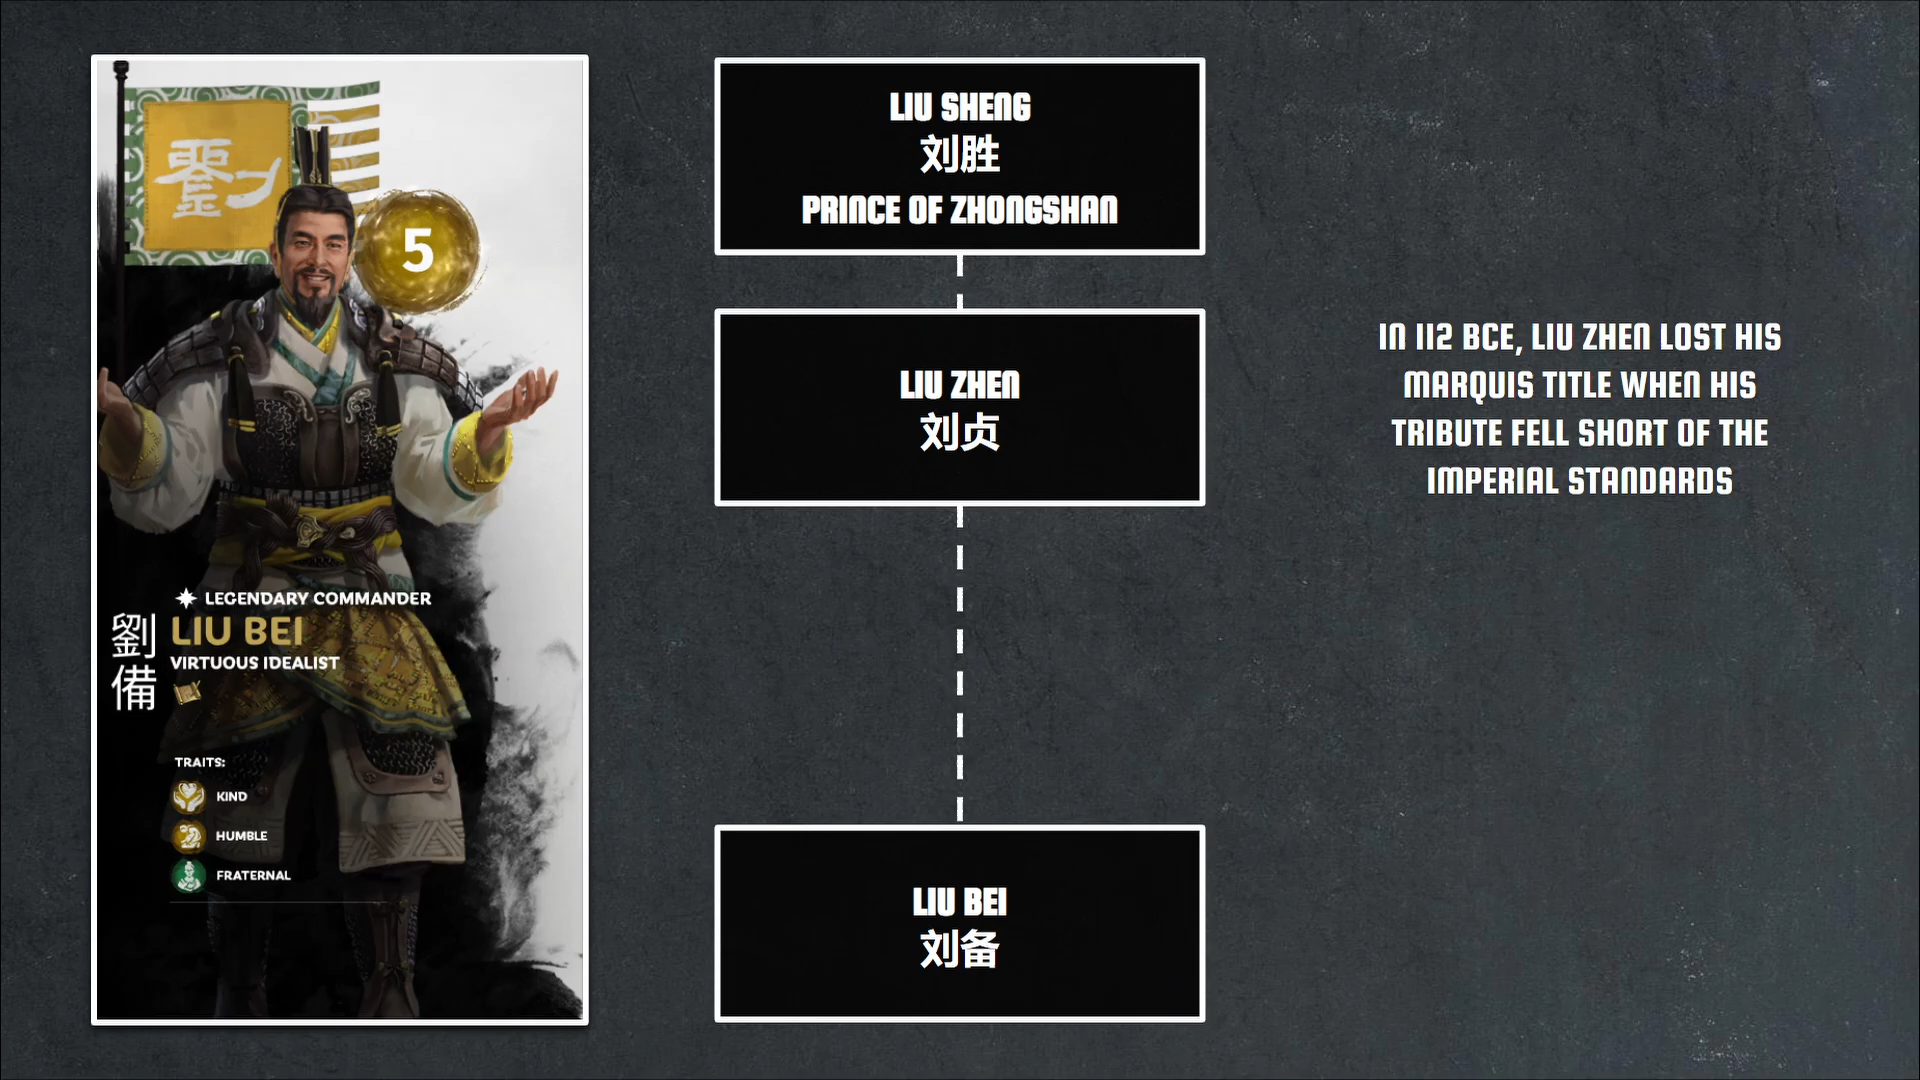 劉
5
LEGENDARY COMMANDER
劉備
LIU BEI
VIRTUOUS IDEALIST
TRAITS:
KIND
HUMBLE
FRATERNAL
LIU SHENG
刘胜
PRINCE OF ZHONGSHAN
LIU ZHEN
刘贞
LIU BEI
刘备
IN 112 BCE, LIU ZHEN LOST HIS
MARQUIS TITLE WHEN HIS
TRIBUTE FELL SHORT OF THE
IMPERIAL STANDARDS